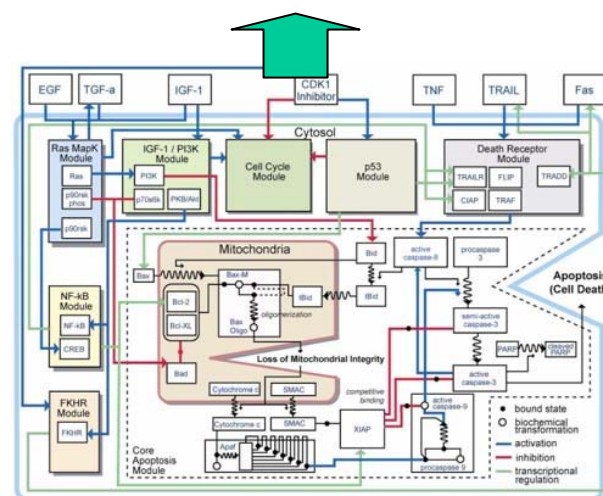 EGF
TGF-a
IGF-1
CDK1
Inhibitor
TNF
TRAIL
Fas
Cytosol
Ras MapK
Module
Ras
p90rsk
phos
p90rsk
IGF-1 / PI3K
Module
PI3K
p70s6k
PKB/Akt
Cell Cycle
Module
p53
Module
Death Receptor
Module
TRAILR
FLIP
TRADD
CIAP
TRAF
Mitochondria
Bax
Bax-M
Bcl-2
Bcl-XL
oligomerization
Bax
Oligo
tBid
Bid
tBid
active
caspase-8
procaspase
3
Apoptosis
(Cell Death)
NF-kB
Module
NF-kB
CREB
Bad
Loss of Mitochondrial Integrity
semi-active
caspase-3
PARP
cleaved
PARP
active
caspase-3
FKHR
Module
FKHR
Cytochrome c
SMAC
Cytochrome c
SMAC
competitive
binding
XIAP
active
caspase-9
procaspase 9
Apaf
Core
Apoptosis
Module
bound state
biochemical
transformation
activation
inhibition
transcriptional
regulation